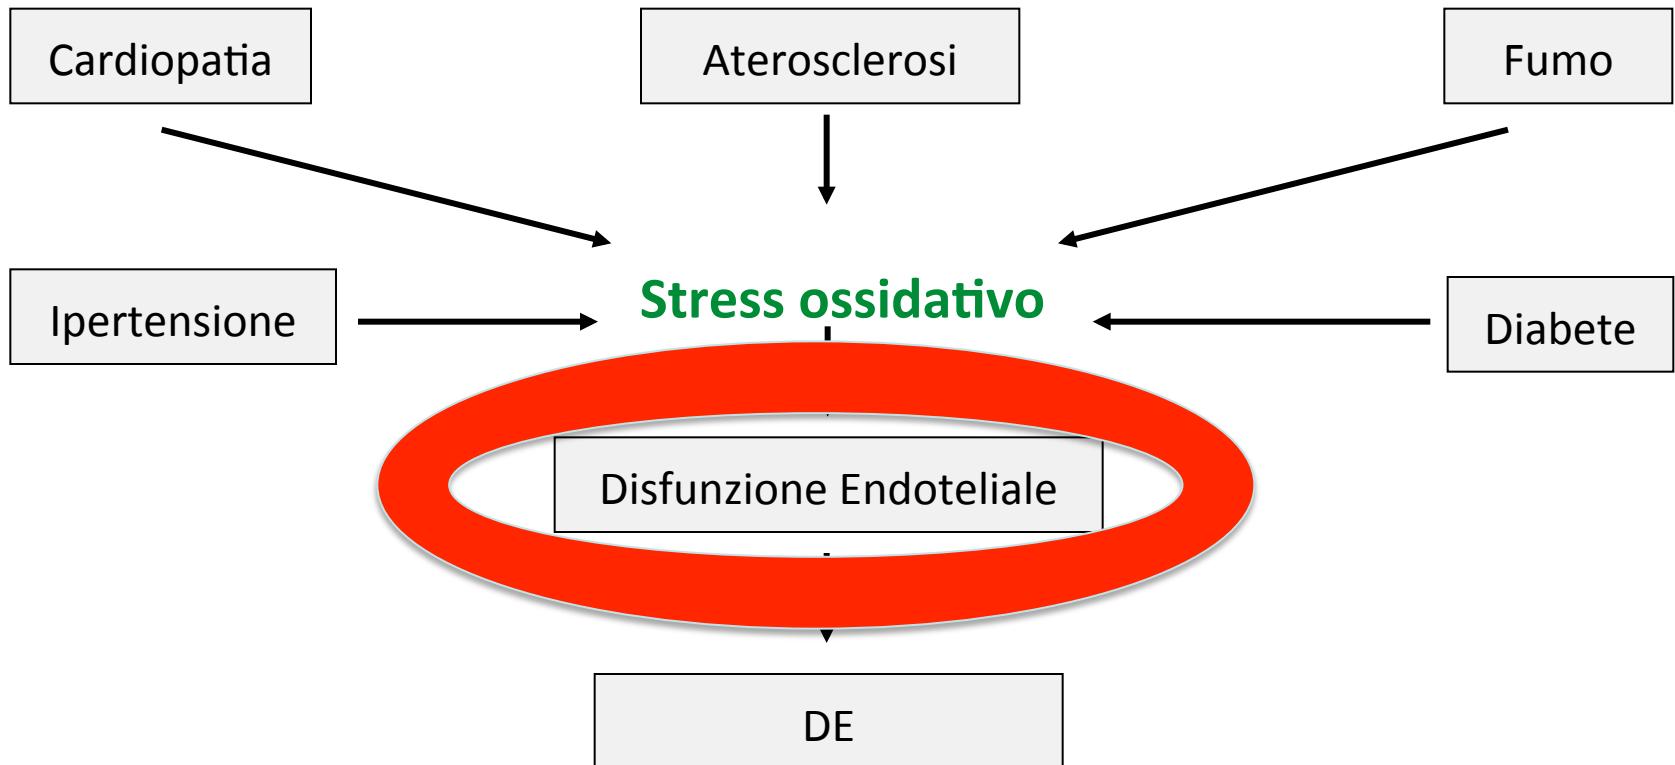 Cardiopatia
Aterosclerosi
Fumo
Ipertensione
Stress ossidativo
Diabete
Disfunzione Endoteliale
DE